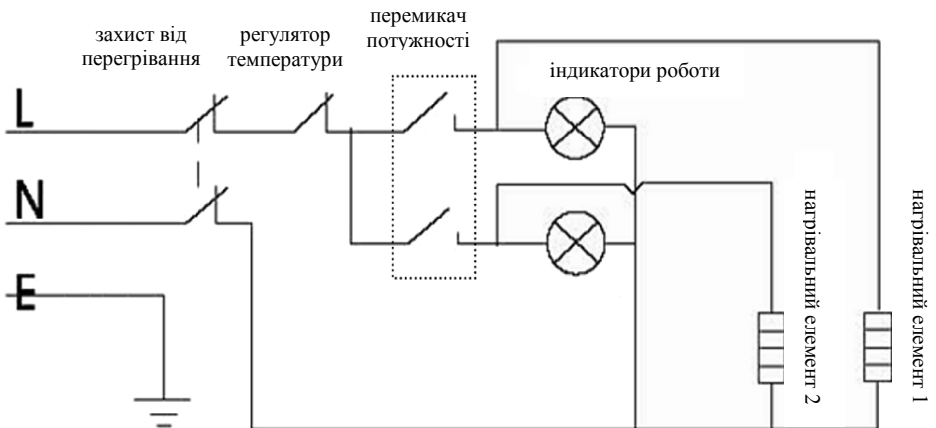 захист від
перегрівання
регулятор
температури
перемикач
потужності
індикатори роботи
L
N
E
нагрівальний елемент 2
нагрівальний елемент 1